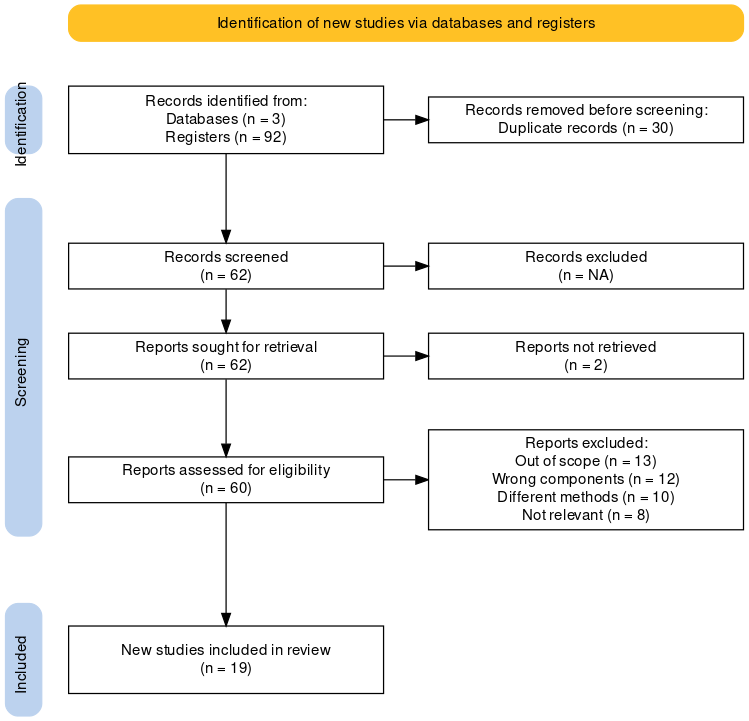 Identification of new studies via databases and registers
Identification
Records identified from:
Databases (n = 3)
Registers (n = 92)
Records removed before screening:
Duplicate records (n = 30)
Screening
Records screened
(n = 62)
Records excluded
(n = NA)
Reports sought for retrieval
(n = 62)
Reports not retrieved
(n = 2)
Reports assessed for eligibility
(n = 60)
Reports excluded:
Out of scope (n = 13)
Wrong components (n = 12)
Different methods (n = 10)
Not relevant (n = 8)
Included
New studies included in review
(n = 19)